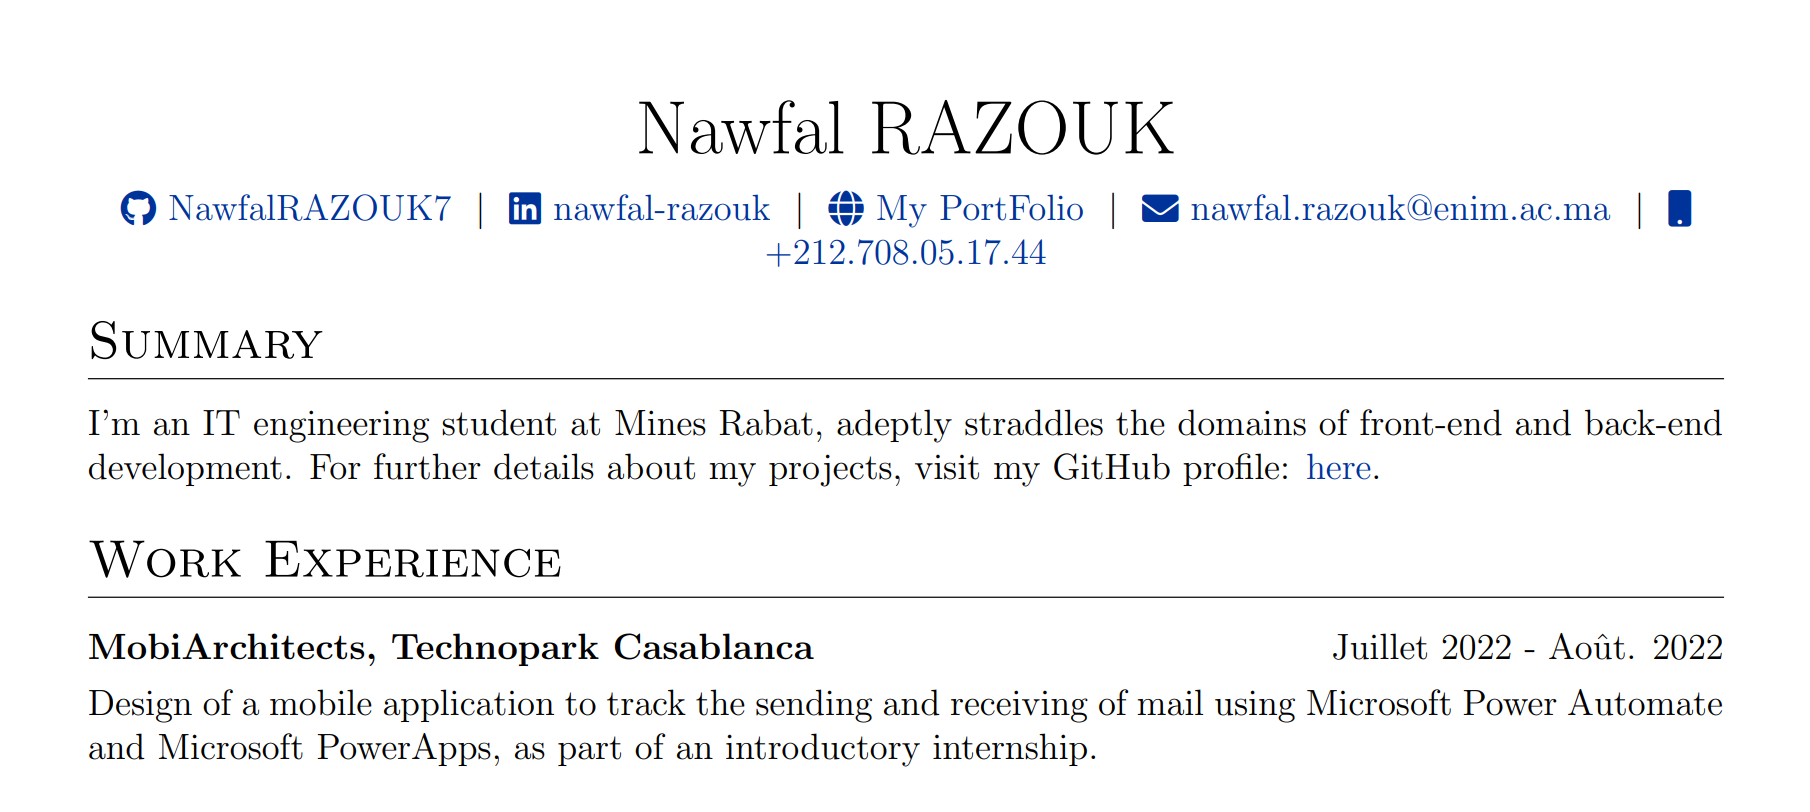 Nawfal RAZOUK
NawfalRAZOUK7 | nawfal-razouk | My PortFolio | nawfal.razouk@enim.ac.ma |
+212.708.05.17.44
Summary
I'm an IT engineering student at Mines Rabat, adeptly straddles the domains of front-end and back-end
development. For further details about my projects, visit my GitHub profile: here.
Work Experience
MobiArchitects, Technopark Casablanca Juillet 2022 - Août. 2022
Design of a mobile application to track the sending and receiving of mail using Microsoft Power Automate
and Microsoft PowerApps, as part of an introductory internship.